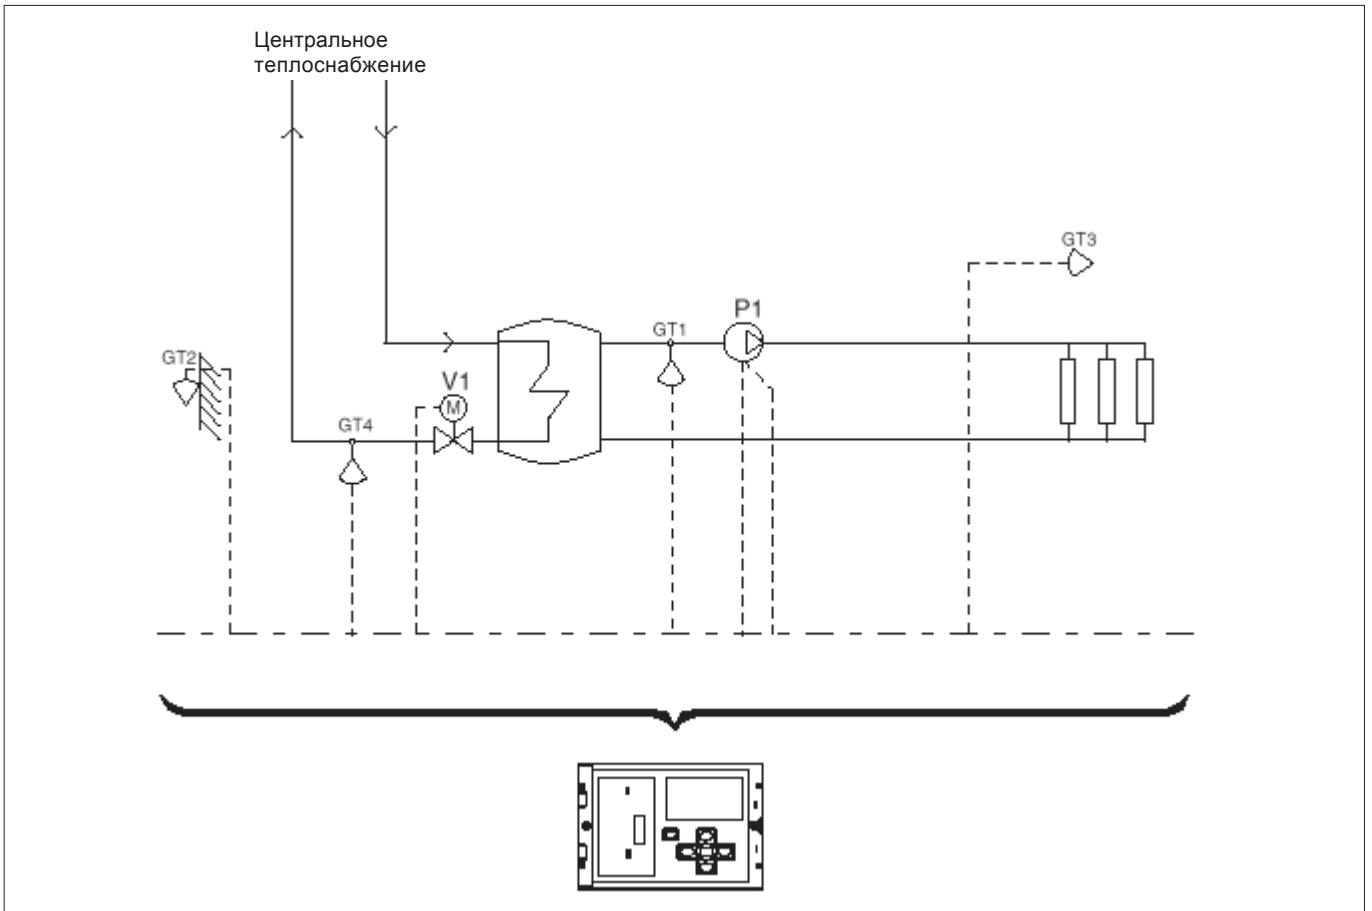 Центральное
теплоснабжение
GT3
P1
GT1
GT2
V1
M
GT4